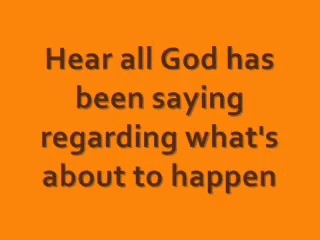 Hear all God has
been saying
regarding what's
about to happen